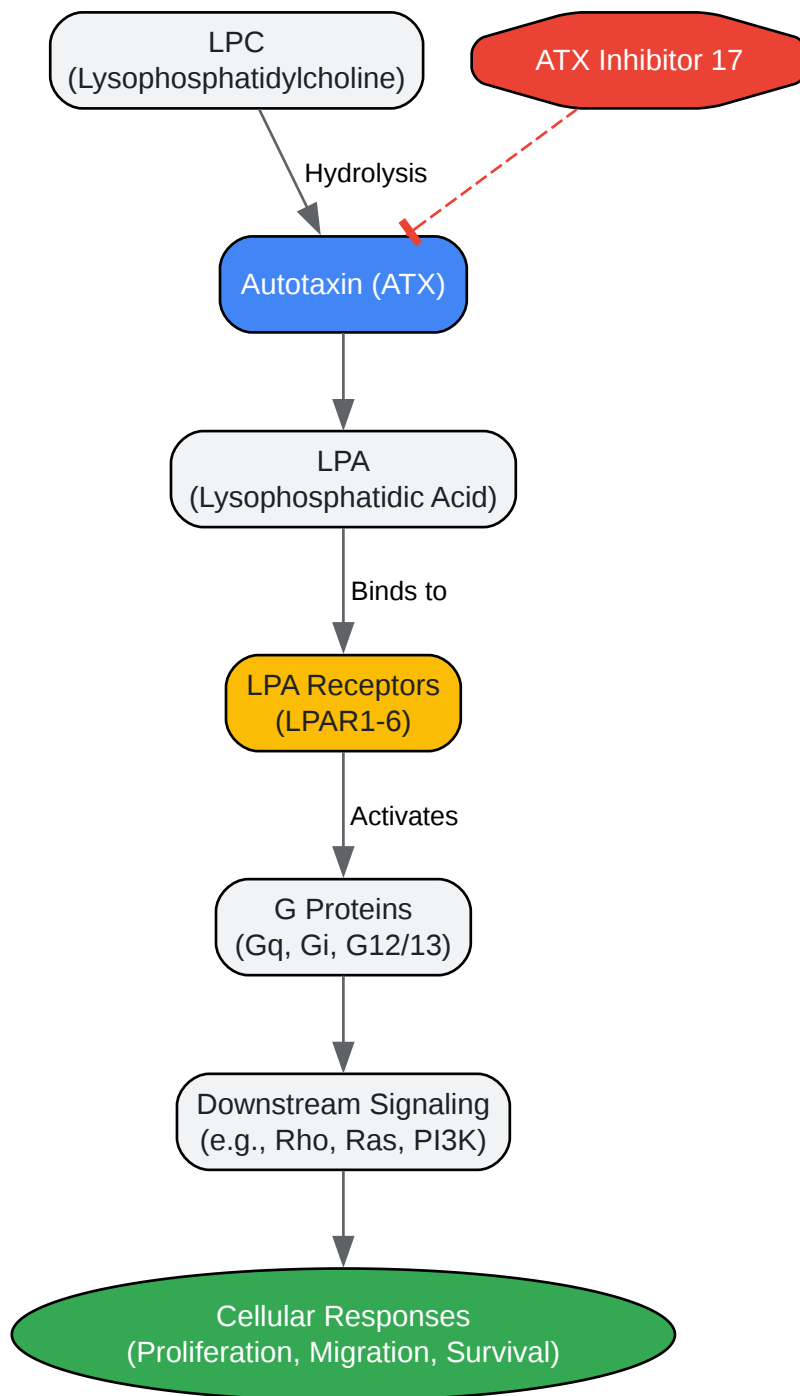 LPC
(Lysophosphatidylcholine)
ATX Inhibitor 17
Hydrolysis
Autotaxin (ATX)
LPA
(Lysophosphatidic Acid)
Binds to
LPA Receptors
(LPAR1-6)
Activates
G Proteins
(Gq, Gi, G12/13)
Downstream Signaling
(e.g., Rho, Ras, PI3K)
Cellular Responses
(Proliferation, Migration, Survival)